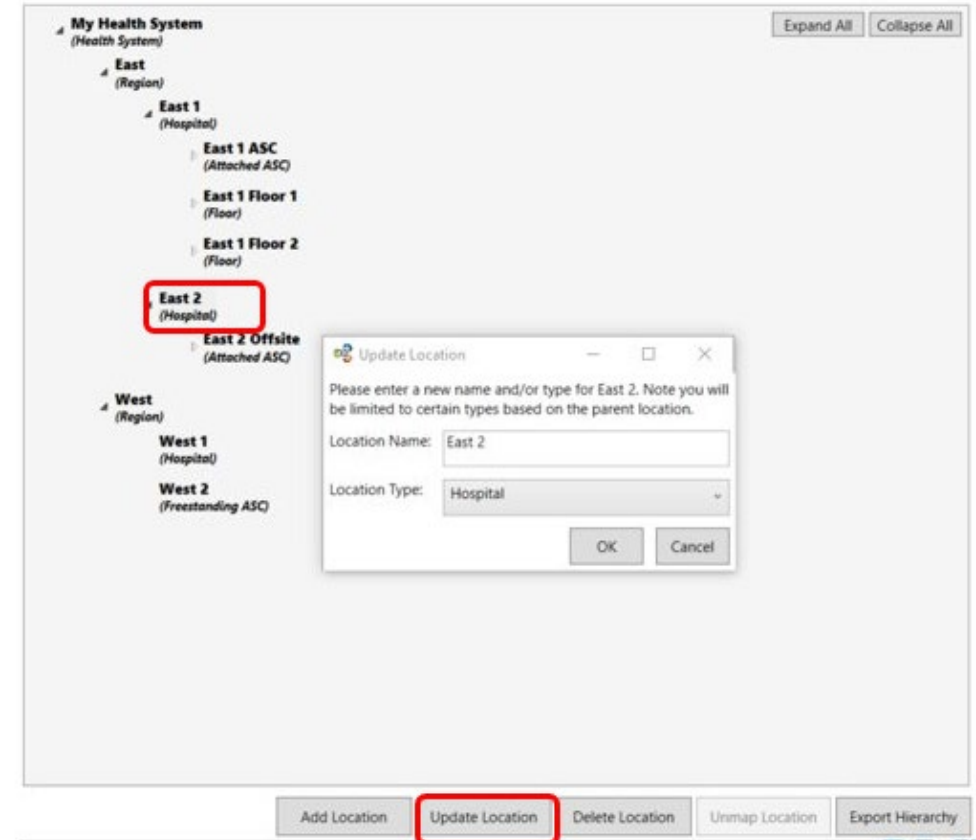 My Health System
(Health System)
Expand All
Collapse All
East
(Region)
East 1
(Hospital)
East 1 ASC
(Attached ASC)
East 1 Floor 1
(Floor)
East 1 Floor 2
(Floor)
East 2
(Hospital)
East 2 Offsite
(Attached ASC)
West
(Region)
West 1
(Hospital)
West 2
(Freestanding ASC)
Update Location
Please enter a new name and/or type for East 2. Note you will
be limited to certain types based on the parent location.
Location Name: East 2
Location Type: Hospital
OK
Cancel
Add Location
Update Location
Delete Location
Unmap Location
Export Hierarchy